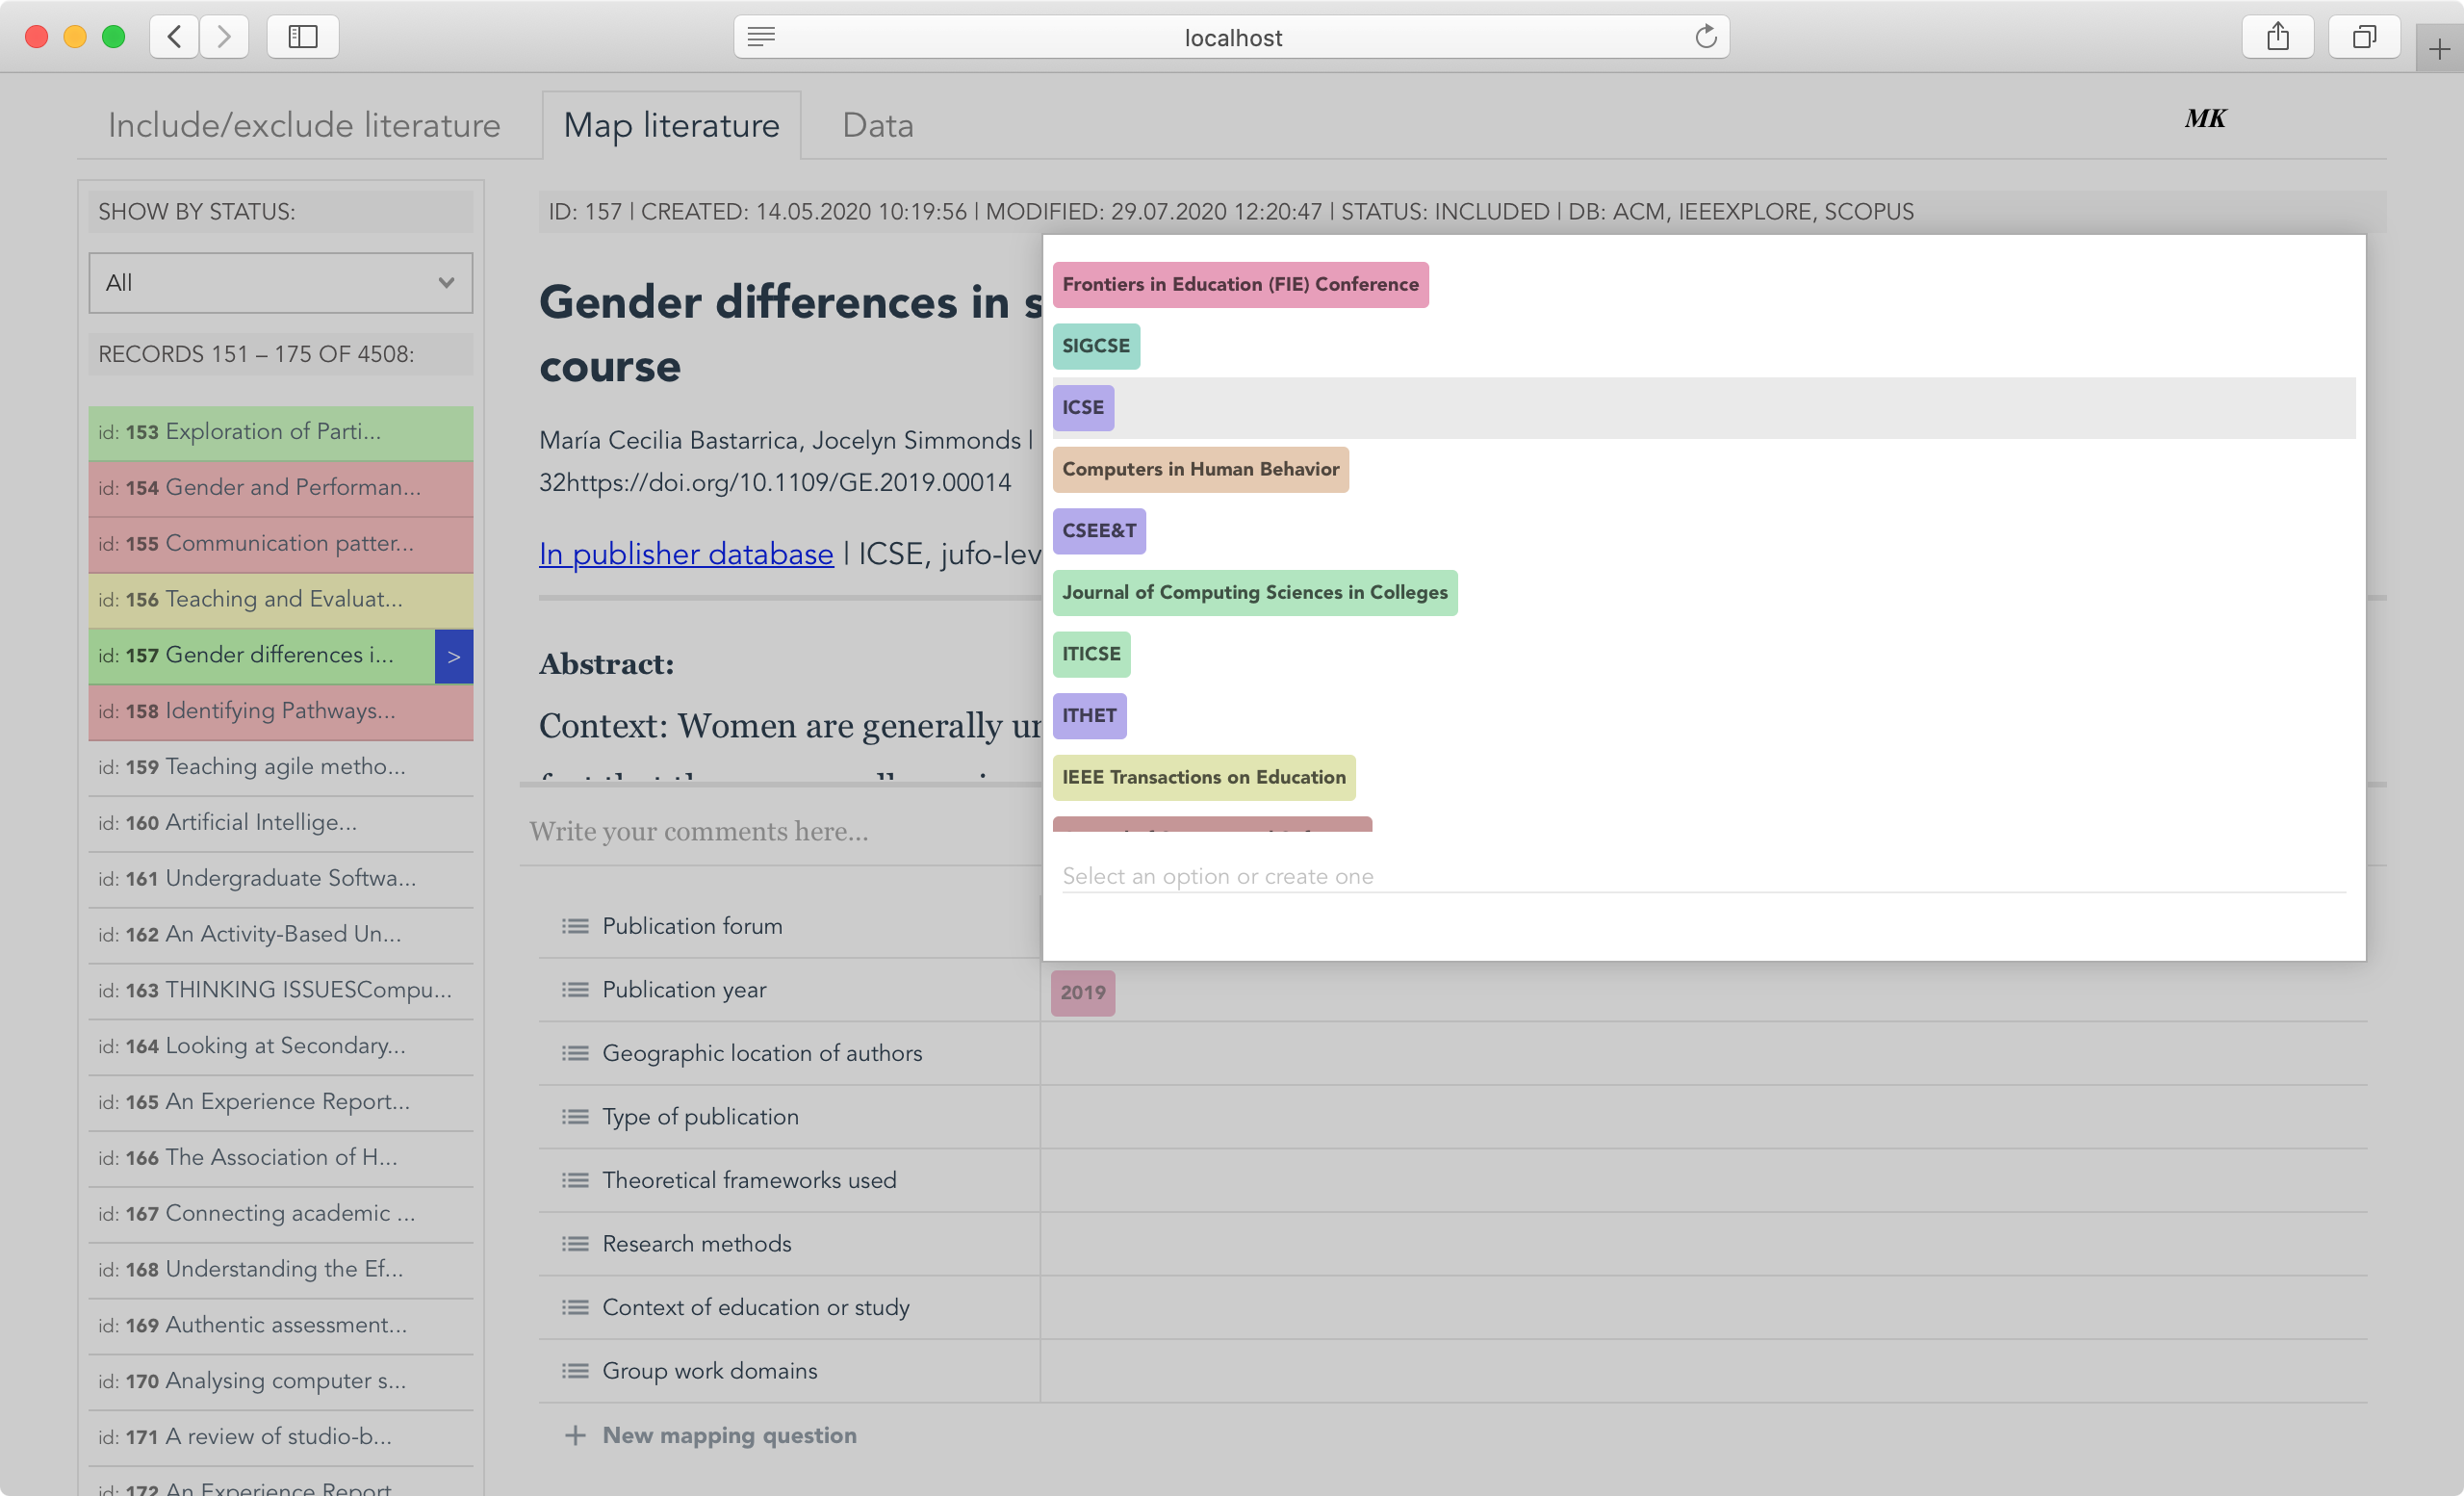 localhost
Include/exclude literature
Map literature
Data
MK
SHOW BY STATUS:
All
RECORDS 151 – 175 OF 4508:
id: 153 Exploration of Parti...
id: 154 Gender and Performan...
id: 155 Communication patter...
id: 156 Teaching and Evaluat...
id: 157 Gender differences i...
>
id: 158 Identifying Pathways...
id: 159 Teaching agile metho...
id: 160 Artificial Intellige...
id: 161 Undergraduate Softwa...
id: 162 An Activity-Based Un...
id: 163 THINKING ISSUESCompu...
id: 164 Looking at Secondary...
id: 165 An Experience Report...
id: 166 The Association of H...
id: 167 Connecting academic ...
id: 168 Understanding the Ef...
id: 169 Authentic assessment...
id: 170 Analysing computer s...
id: 171 A review of studio-b...
id: 172 An Experience Report
ID: 157 | CREATED: 14.05.2020 10:19:56 | MODIFIED: 29.07.2020 12:20:47 | STATUS: INCLUDED | DB: ACM, IEEEXPLORE, SCOPUS
Gender differences in s
course
María Cecilia Bastarrica, Jocelyn Simmonds |
32https://doi.org/10.1109/GE.2019.00014
In publisher database | ICSE, jufo-lev
Abstract:
Context: Women are generally un
Write your comments here...
Frontiers in Education (FIE) Conference
SIGCSE
ICSE
Computers in Human Behavior
CSEE&T
Journal of Computing Sciences in Colleges
ITICSE
ITHET
IEEE Transactions on Education
Select an option or create one
Publication forum
Publication year
2019
Geographic location of authors
Type of publication
Theoretical frameworks used
Research methods
Context of education or study
Group work domains
+ New mapping question